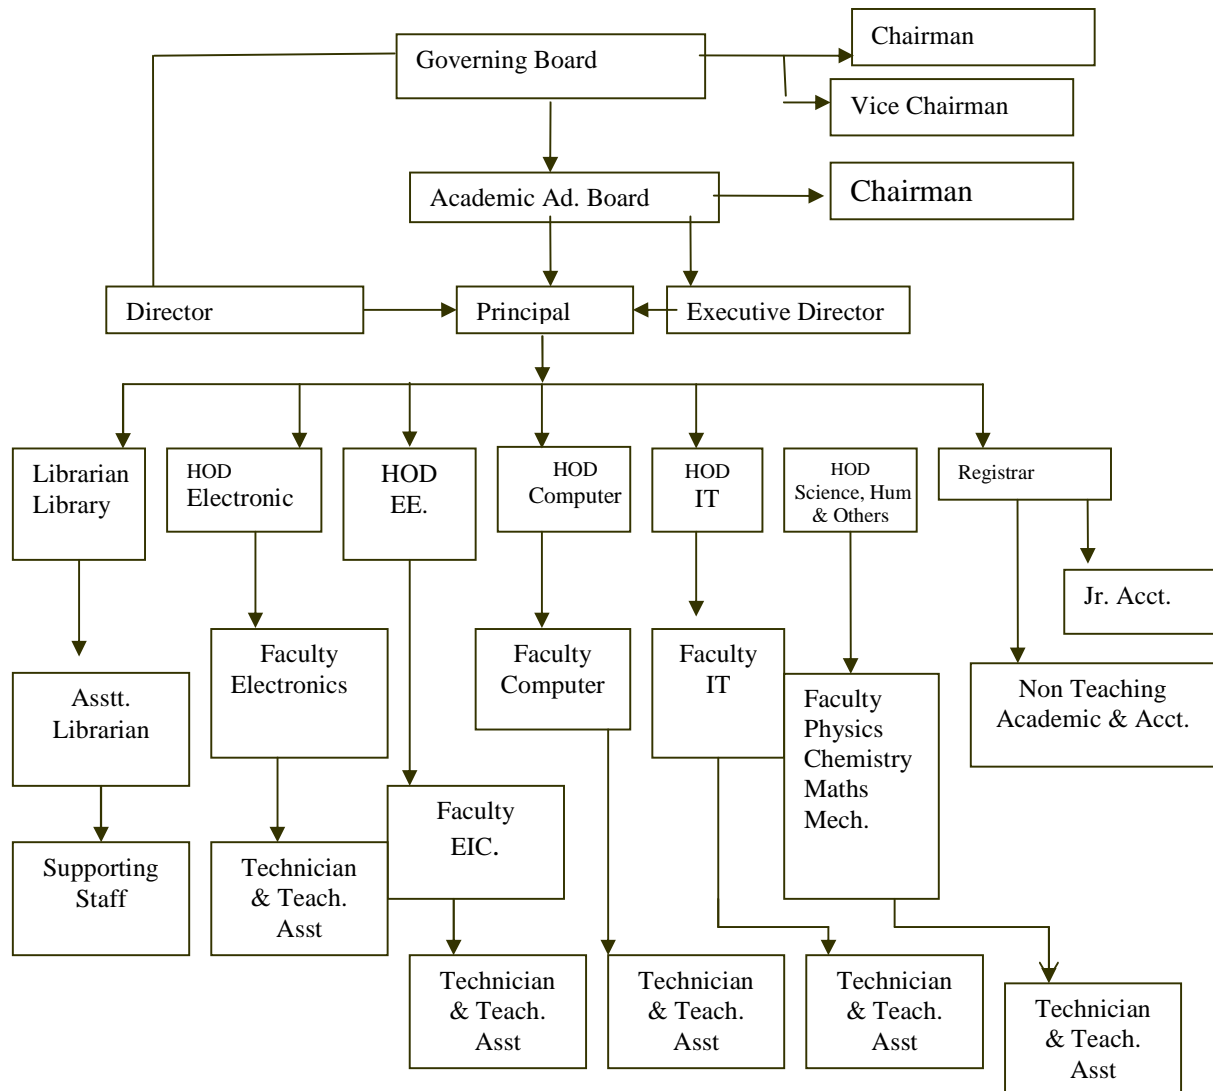 Chairman
Governing Board
Vice Chairman
Academic Ad. Board
Chairman
Director
Principal
Executive Director
Librarian
Library
HOD
Electronic
HOD
EE.
HOD
Computer
HOD
IT
HOD
Science, Hum
& Others
Registrar
Jr. Acct.
Faculty
Electronics
Faculty
Computer
Faculty
IT
Asstt.
Librarian
Faculty
Physics
Chemistry
Maths
Mech.
Non Teaching
Academic & Acct.
Faculty
EIC.
Supporting
Staff
Technician
& Teach.
Asst
Technician
& Teach.
Asst
Technician
& Teach.
Asst
Technician
& Teach.
Asst
Technician
& Teach.
Asst